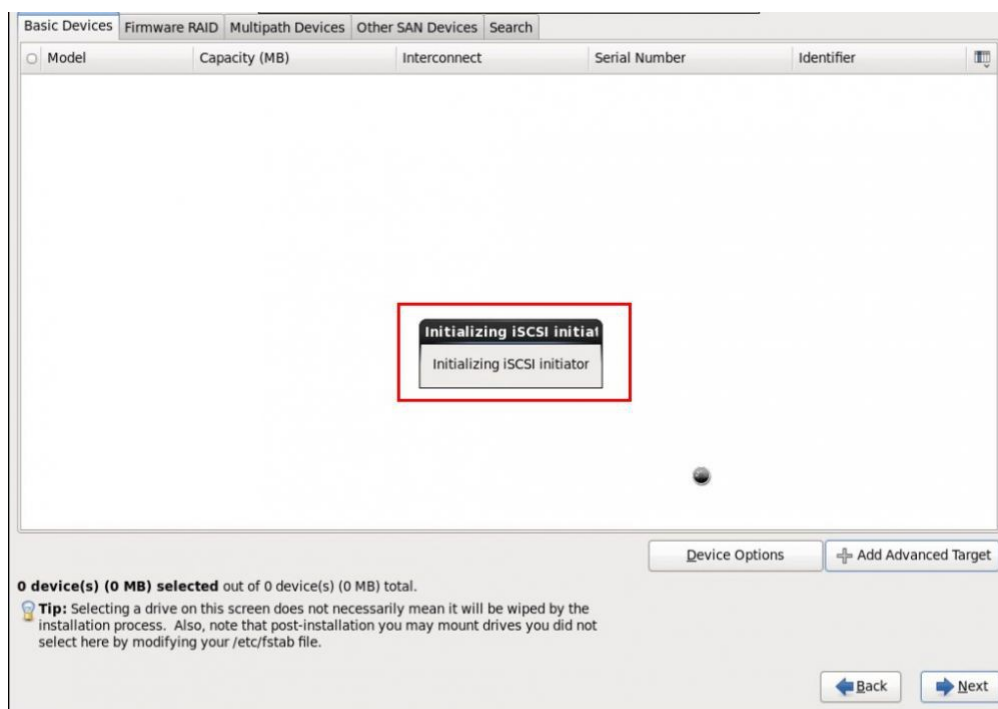 Basic Devices Firmware RAID Multipath Devices Other SAN Devices Search
Model Capacity (MB) Interconnect Serial Number Identifier
Initializing iSCSI initiat
Initializing iSCSI initiator
Device Options Add Advanced Target
0 device(s) (0 MB) selected out of 0 device(s) (0 MB) total.
Tip: Selecting a drive on this screen does not necessarily mean it will be wiped by the
installation process. Also, note that post-installation you may mount drives you did not
select here by modifying your /etc/fstab file.
Back Next